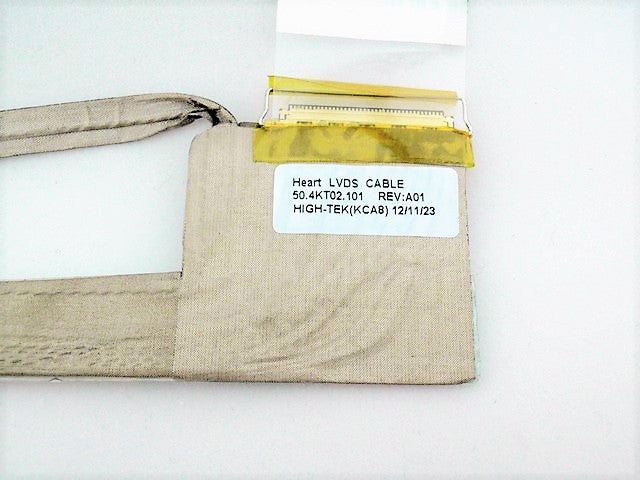 Heart LVDS CABLE
50.4KT02.101 REV:A01
HIGH-TEK(KCA8) 12/11/23